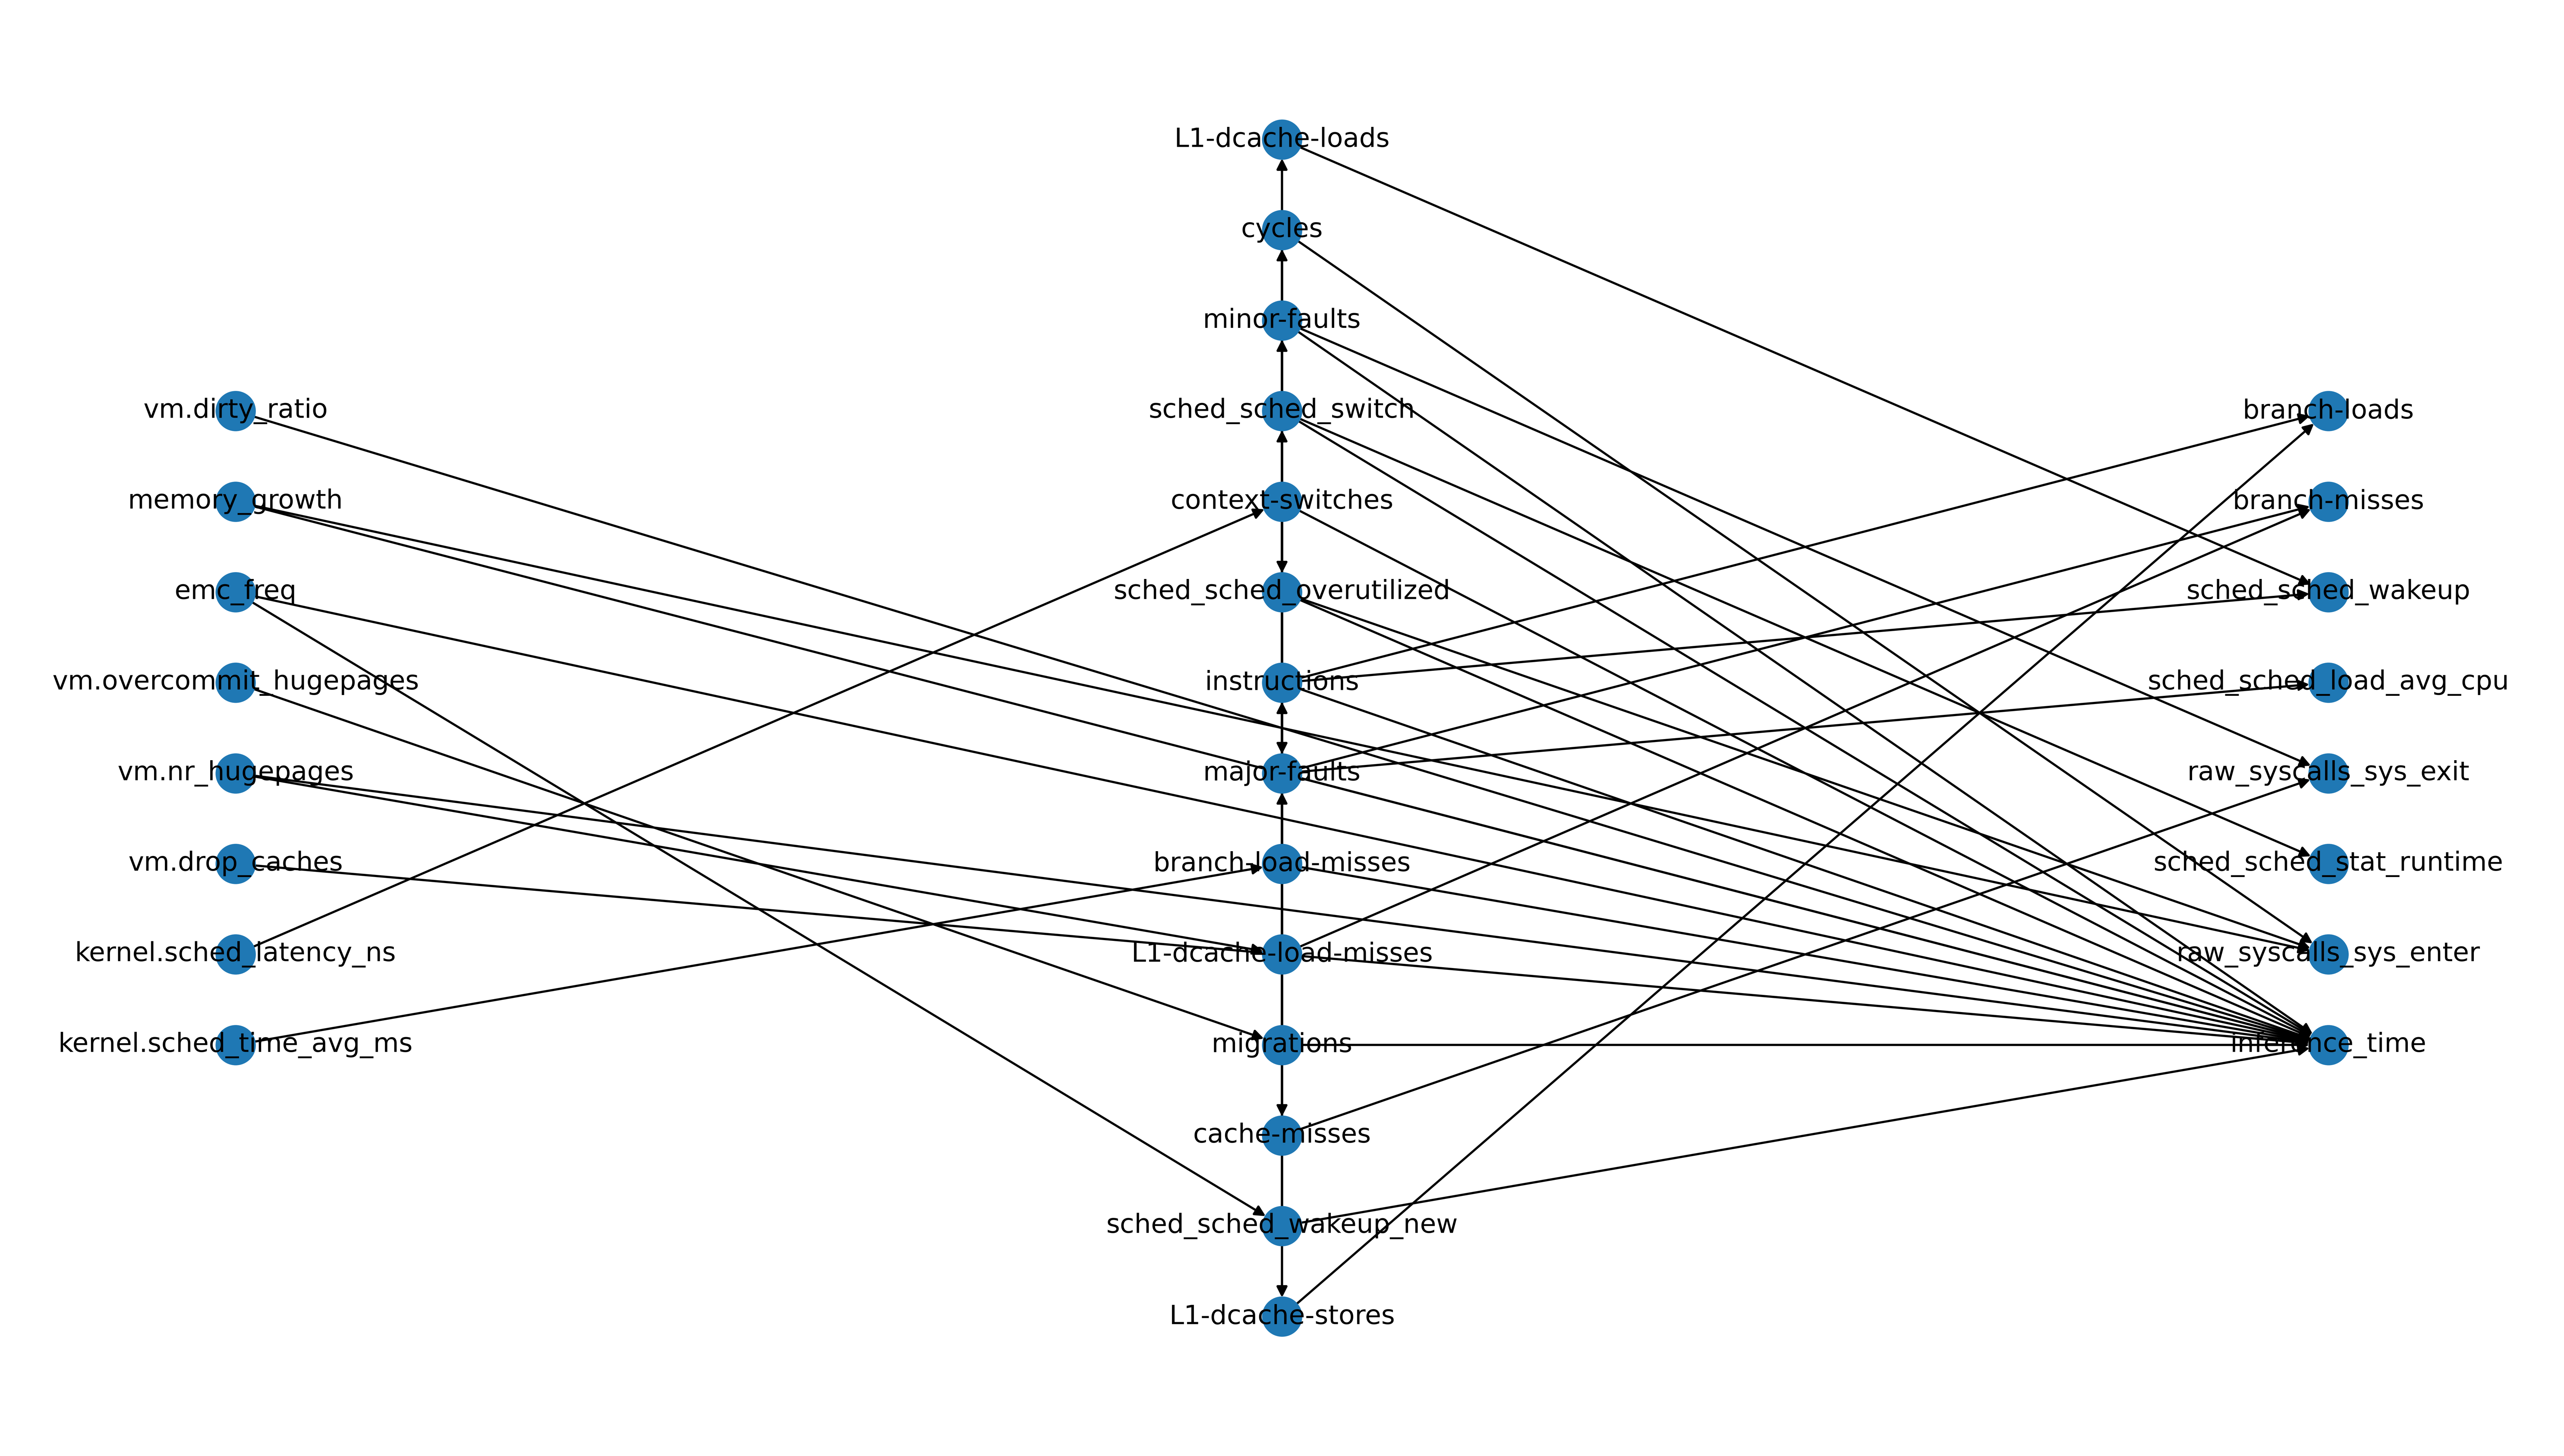 L1-dcache-loads
cycles
minor-faults
vm.dirty_ratio
sched_sched_switch
branch-loads
memory_growth
context-switches
branch-misses
emc_freq
sched_sched_overutilized
sched_sched_wakeup
vm.overcommit_hugepages
instructions
sched_sched_load_avg_cpu
vm.nr_hugepages
major-faults
raw_syscalls_sys_exit
vm.drop_caches
branch-load-misses
sched_sched_stat_runtime
kernel.sched_latency_ns
L1-dcache-load-misses
raw_syscalls_sys_enter
kernel.sched_time_avg_ms
migrations
inference_time
cache-misses
sched_sched_wakeup_new
L1-dcache-stores